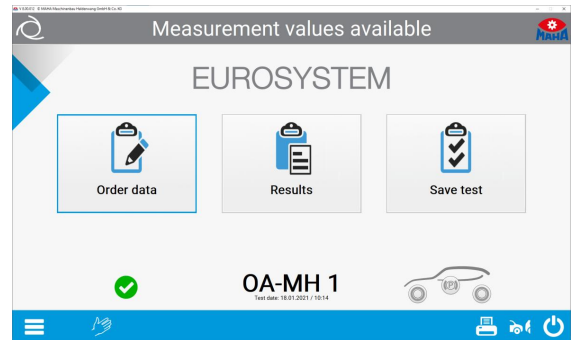 Measurement values available
MAHA
EUROSYSTEM
Order data
Results
Save test
OA-MH 1
Test date: 18.01.2021 / 10:14
(P)